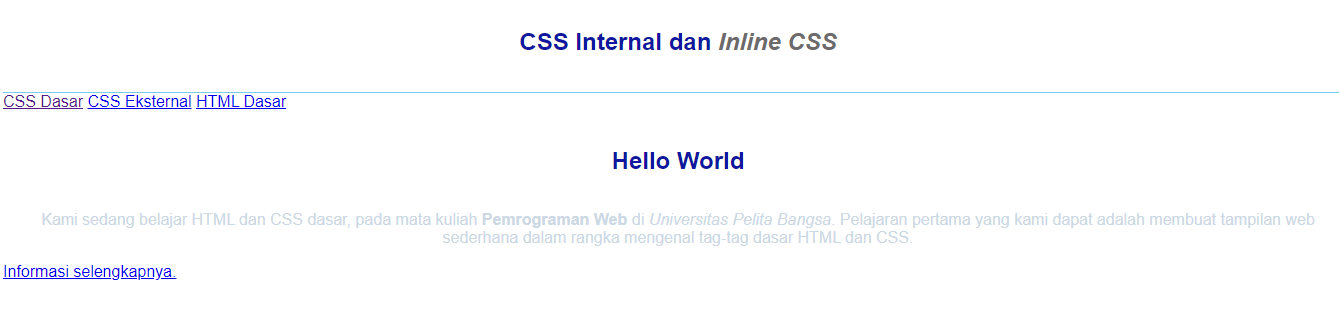 CSS Internal dan Inline CSS
CSS Dasar CSS Eksternal HTML Dasar
Hello World
Kami sedang belajar HTML dan CSS dasar, pada mata kuliah Pemrograman Web di Universitas Pelita Bangsa. Pelajaran pertama yang kami dapat adalah membuat tampilan web
sederhana dalam rangka mengenal tag-tag dasar HTML dan CSS.
Informasi selengkapnya.